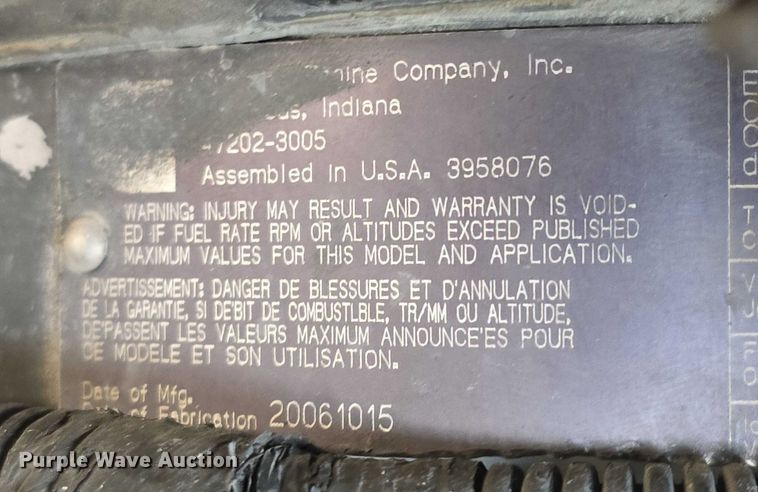 Company, Inc.
Indiana
47202-3005
Assembled in U.S.A. 3958076
WARNING: INJURY MAY RESULT AND WARRANTY IS VOID-
ED IF FUEL RATE RPM OR ALTITUDES EXCEED PUBLISHED
MAXIMUM VALUES FOR THIS MODEL AND APPLICATION.
ADVERTISSEMENT: DANGER DE BLESSURES ET D'ANNULATION
DE LA GARANTIE, SI DE'BIT DE COMBUSTLBLE, TR/MM OU ALTITUDE,
DE'PASSENT LES VALEURS MAXIMUM ANNOUNCE'ES POUR
CE MODELE ET SON UTILISATION.
Date of Mfg.
of Fabrication 20061015
Purple Wave Auction